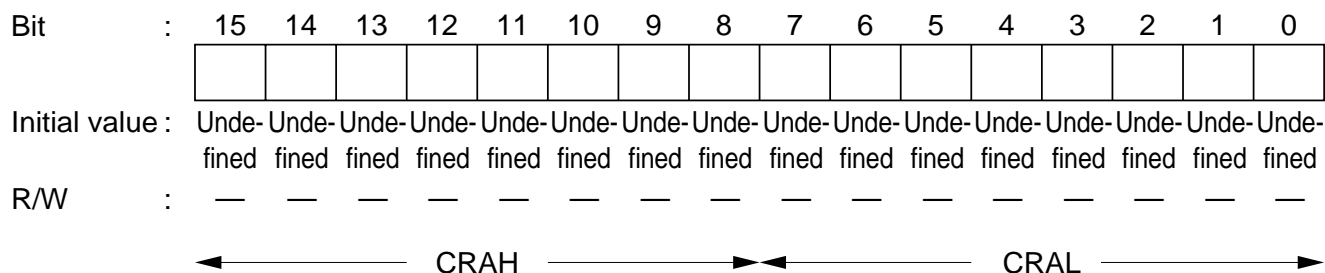 Bit : 15 14 13 12 11 10 9 8 7 6 5 4 3 2 1 0
Initial value : Unde- Unde- Unde- Unde- Unde- Unde- Unde- Unde- Unde- Unde- Unde- Unde- Unde- Unde- Unde- Unde-
fined fined fined fined fined fined fined fined fined fined fined fined fined fined fined fined
R/W : — — — — — — — — — — — — — — — —
CRAH CRAL